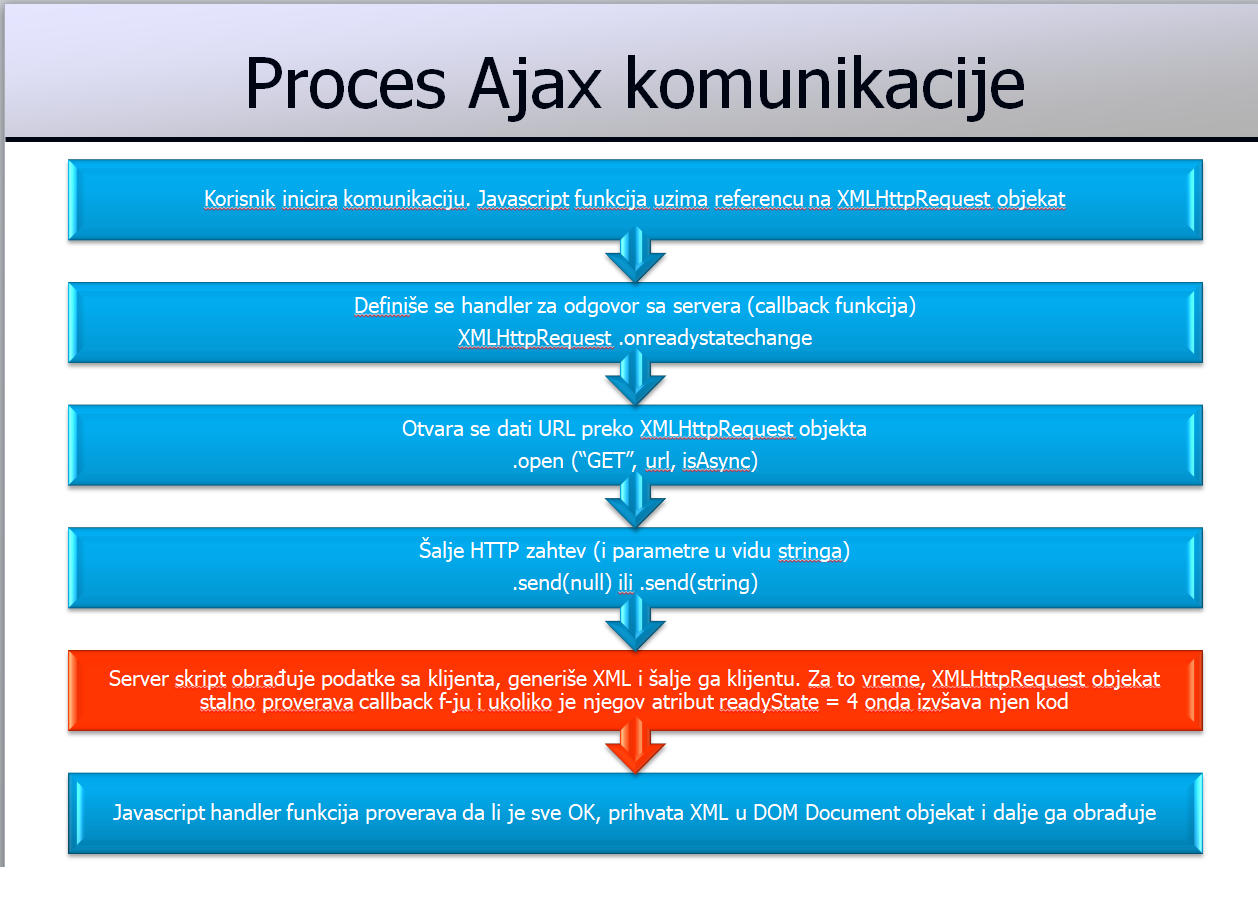 Proces Ajax komunikacije
Korisnik inicira komunikaciju. Javascript funkcija uzima referencu na XMLHttpRequest objekat
Definiše se handler za odgovor sa servera (callback funkcija)
XMLHttpRequest .onreadystatechange
Otvara se dati URL preko XMLHttpRequest objekta
.open (“GET”, url, isAsync)
Šalje HTTP zahtev (i parametre u vidu stringa)
.send(null) ili .send(string)
Server skript obrađuje podatke sa klijenta, generiše XML i šalje ga klijentu. Za to vreme, XMLHttpRequest objekat
stalno proverava callback f-ju i ukoliko je njegov atribut readyState = 4 onda izvšava njen kod
Javascript handler funkcija proverava da li je sve OK, prihvata XML u DOM Document objekat i dalje ga obrađuje